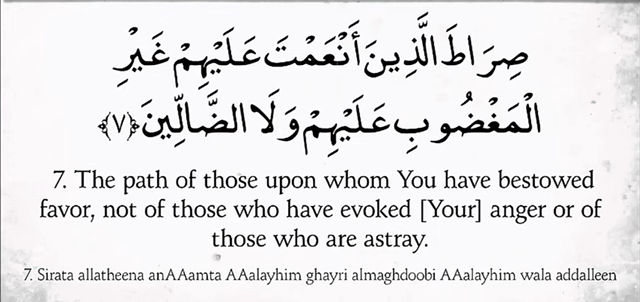 صِرَاطَ الَّذِينَ أَنْعَمْتَ عَلَيْهِمْ غَيْرِ
الْمَغْضُوبِ عَلَيْهِمْ وَلَا الضَّالِّينَ ﴿٧﴾
7. The path of those upon whom You have bestowed
favor, not of those who have evoked [Your] anger or of
those who are astray.
7. Sirata allatheena anAAamta AAalayhim ghayri almaghdoobi AAalayhim wala addalleen